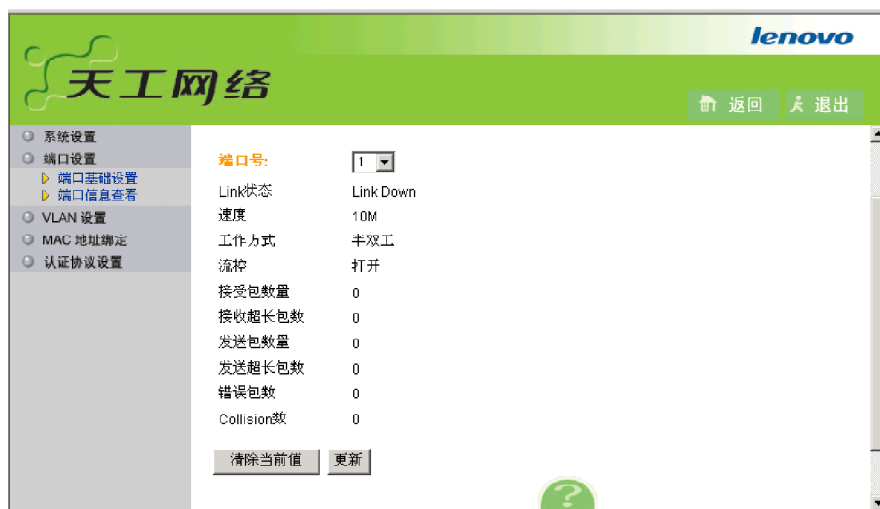 lenovo
天工网络
返回 退出
系统设置
端口设置
端口基础设置
端口信息查看
VLAN 设置
MAC 地址绑定
认证协议设置
端口号: 1
Link状态 Link Down
速度 10M
工作方式 半双工
流控 打开
接受包数量 0
接收超长包数 0
发送包数量 0
发送超长包数 0
错误包数 0
Collision数 0
清除当前值 更新
?